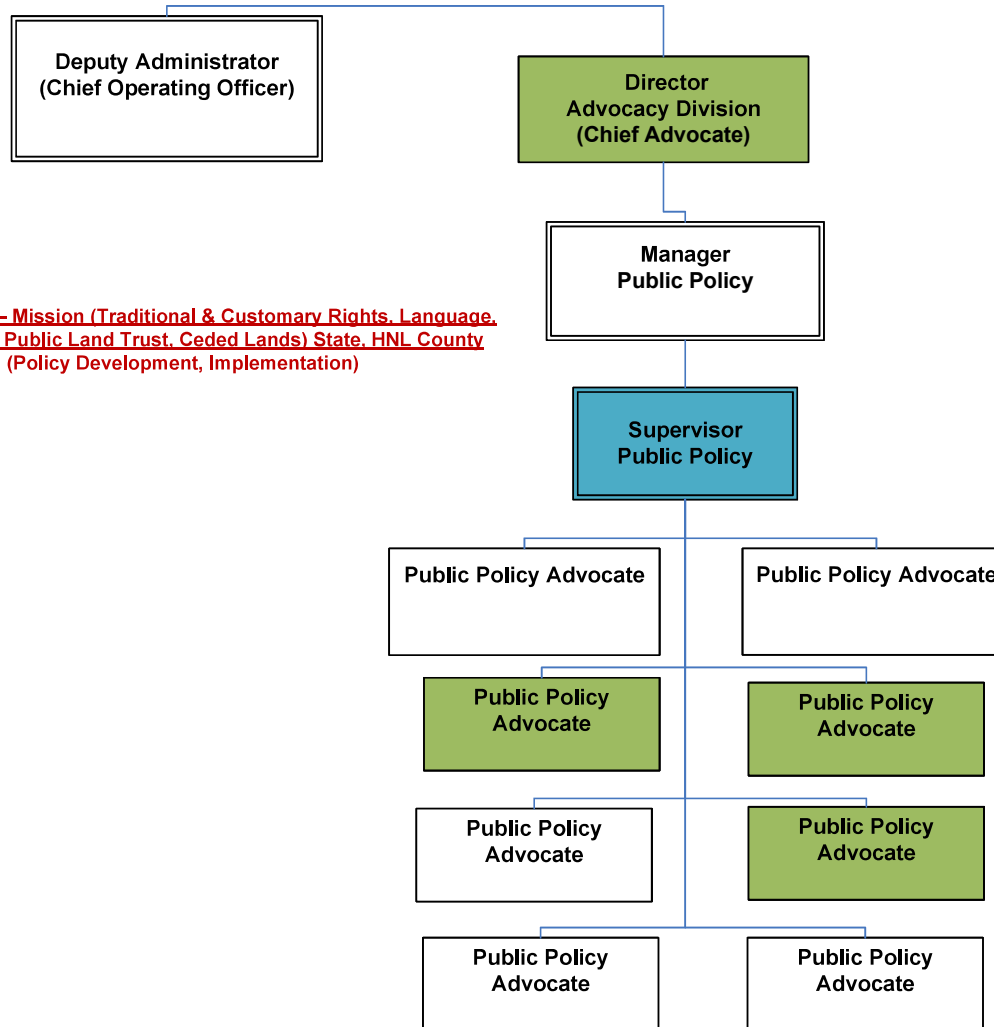 Deputy Administrator
(Chief Operating Officer)
Director
Advocacy Division
(Chief Advocate)
Manager
Public Policy
– Mission (Traditional & Customary Rights, Language,
Public Land Trust, Ceded Lands) State, HNL County
(Policy Development, Implementation)
Supervisor
Public Policy
Public Policy Advocate
Public Policy Advocate
Public Policy
Advocate
Public Policy
Advocate
Public Policy
Advocate
Public Policy
Advocate
Public Policy
Advocate
Public Policy
Advocate